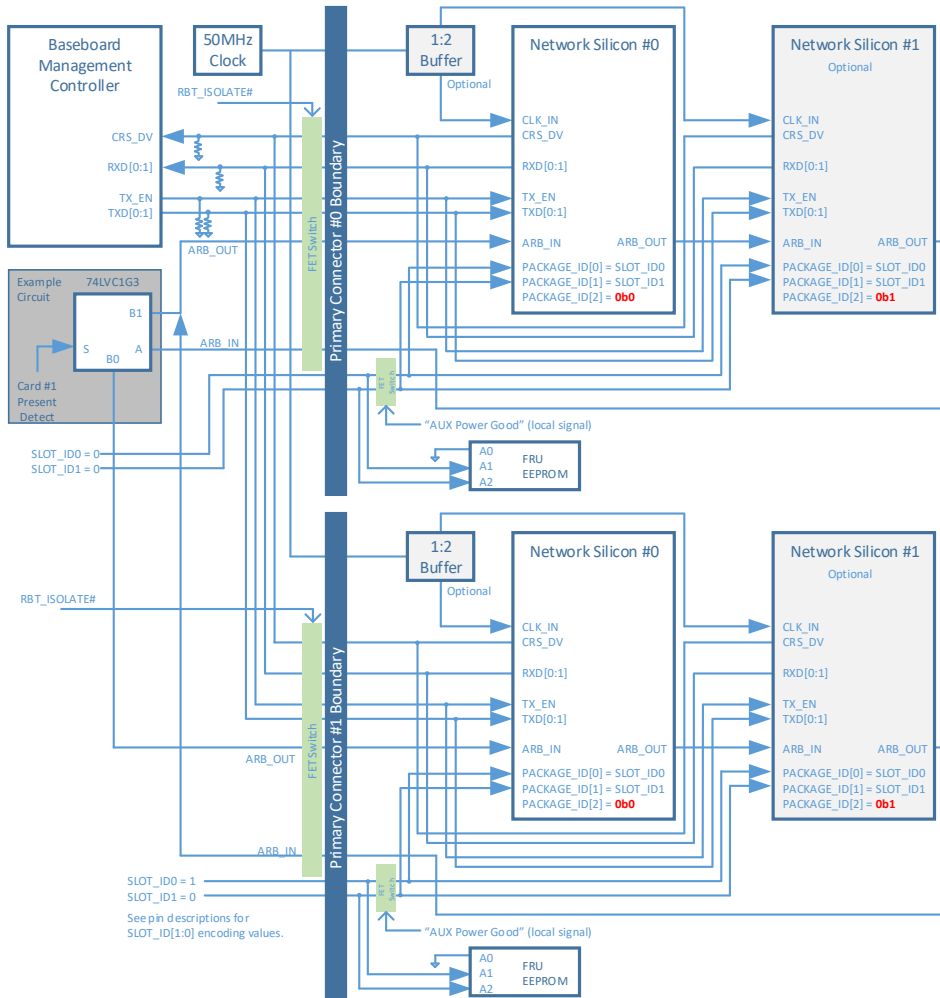 Baseboard
Management
Controller
CRS_DV
RXD[0:1]
TX_EN
TXD[0:1]
50MHz
Clock
RBT_ISOLATE#
FET Switch
Primary Connector #0 Boundary
1:2
Buffer
Optional
Network Silicon #0
CLK_IN
CRS_DV
RXD[0:1]
TX_EN
TXD[0:1]
ARB_IN
ARB_OUT
PACKAGE_ID[0] = SLOT_ID0
PACKAGE_ID[1] = SLOT_ID1
PACKAGE_ID[2] = 0b0
Network Silicon #1
Optional
CLK_IN
CRS_DV
RXD[0:1]
TX_EN
TXD[0:1]
ARB_IN
ARB_OUT
PACKAGE_ID[0] = SLOT_ID0
PACKAGE_ID[1] = SLOT_ID1
PACKAGE_ID[2] = 0b1
ARB_OUT
Example
Circuit
74LVC1G3
B1
S
A
B0
Card #1
Present
Detect
ARB_IN
FET
Switch
"AUX Power Good" (local signal)
SLOT_ID0 = 0
SLOT_ID1 = 0
A0
A1
A2
FRU
EEPROM
RBT_ISOLATE#
FET Switch
Primary Connector #1 Boundary
1:2
Buffer
Optional
Network Silicon #0
CLK_IN
CRS_DV
RXD[0:1]
TX_EN
TXD[0:1]
ARB_IN
ARB_OUT
PACKAGE_ID[0] = SLOT_ID0
PACKAGE_ID[1] = SLOT_ID1
PACKAGE_ID[2] = 0b0
Network Silicon #1
Optional
CLK_IN
CRS_DV
RXD[0:1]
TX_EN
TXD[0:1]
ARB_IN
ARB_OUT
PACKAGE_ID[0] = SLOT_ID0
PACKAGE_ID[1] = SLOT_ID1
PACKAGE_ID[2] = 0b1
ARB_OUT
ARB_IN
SLOT_ID0 = 1
SLOT_ID1 = 0
See pin descriptions for
SLOT_ID[1:0] encoding values.
FET
Switch
"AUX Power Good" (local signal)
A0
A1
A2
FRU
EEPROM